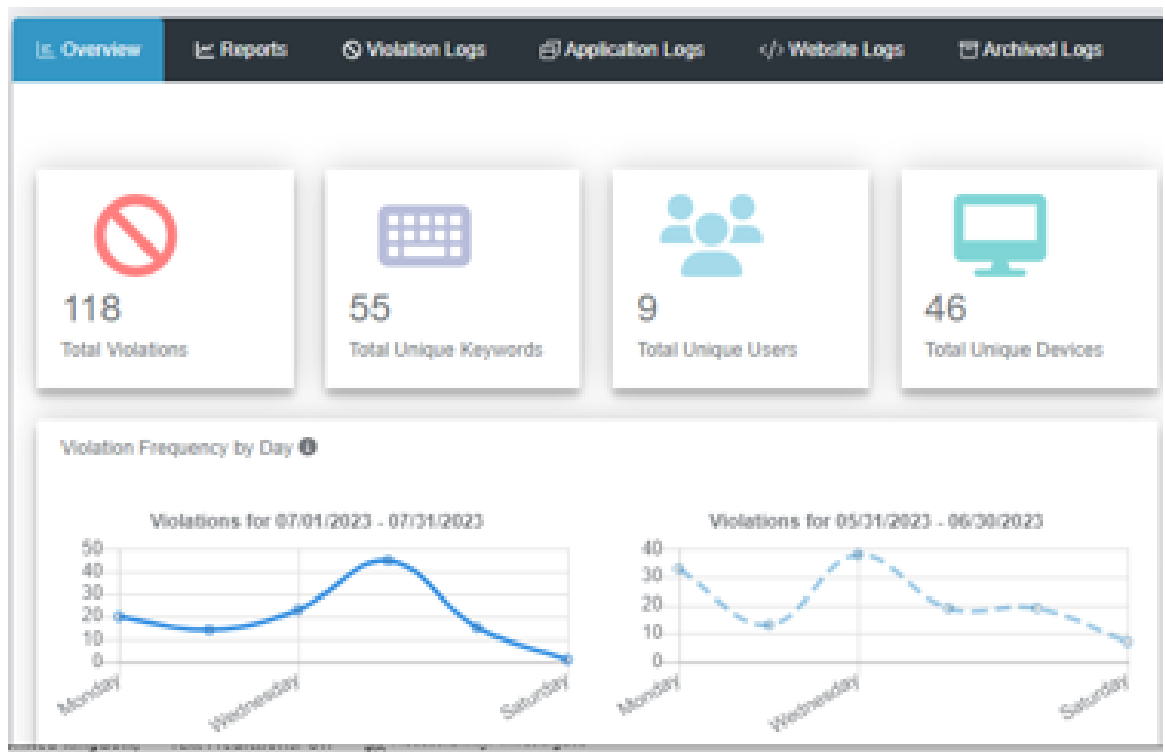 Overview Reports Violation Logs Application Logs Website Logs Archived Logs
118 55 9 46
Total Violations Total Unique Keywords Total Unique Users Total Unique Devices
Violation Frequency by Day
Violations for 07/01/2023 - 07/31/2023 Violations for 05/31/2023 - 06/30/2023
50 40
40 30
30 20
20 10
10 0
0
Monday Wednesday Saturday Monday Wednesday Saturday